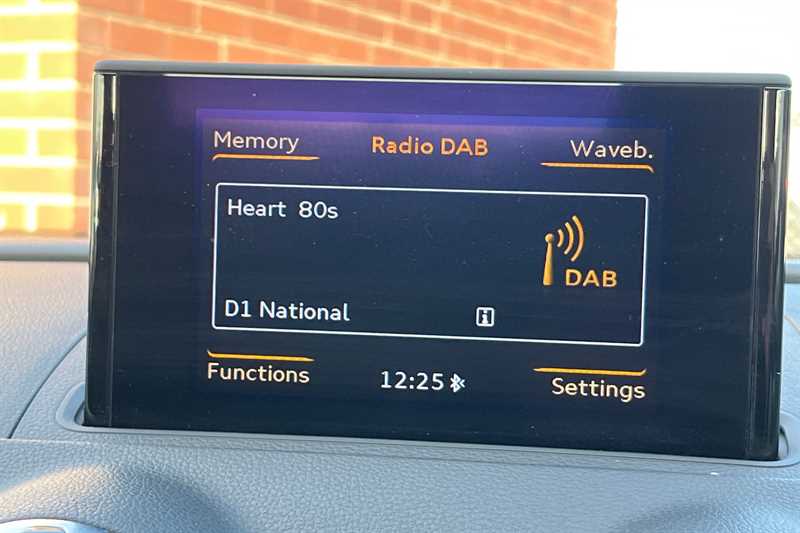 Memory
Radio DAB
Waveb.
Heart 80s
DAB
D1 National
i
Functions
12:25
Settings